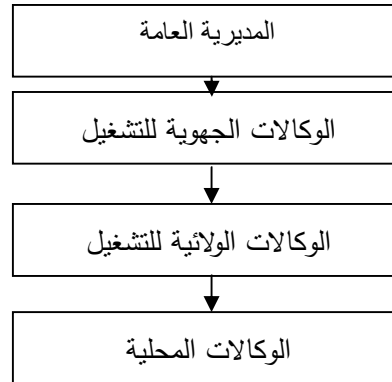 المديرية العامة
الوكالات الجهوية للتشغيل
الوكالات الولائية للتشغيل
الوكالات المحلية